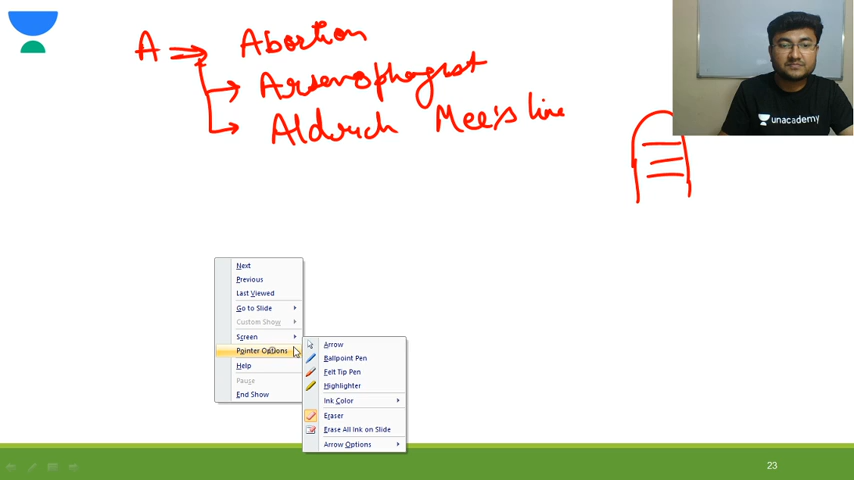 A ⇒ Abortion
→ Arsenophagist
→ Aldrich Mee's line
unacademy
Next
Previous
Last Viewed
Go to Slide
Custom Show
Screen
Pointer Options
Help
Pause
End Show
Arrow
Ballpoint Pen
Felt Tip Pen
Highlighter
Ink Color
Eraser
Erase All Ink on Slide
Arrow Options
23